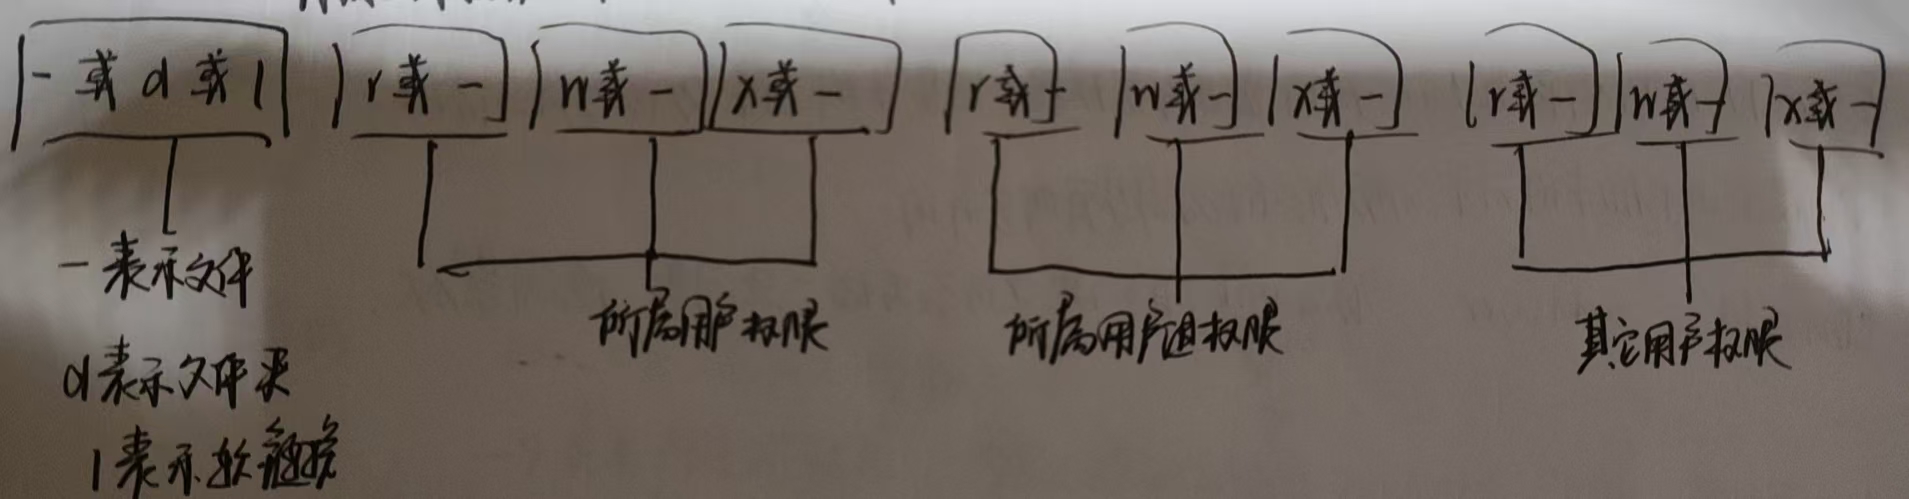 - 或 d 或 l r或- w或- x或- r或- w或- x或- r或- w或- x或-
-表示文件
所属用户权限 所属用户组权限 其它用户权限
d表示文件夹
l表示软链接